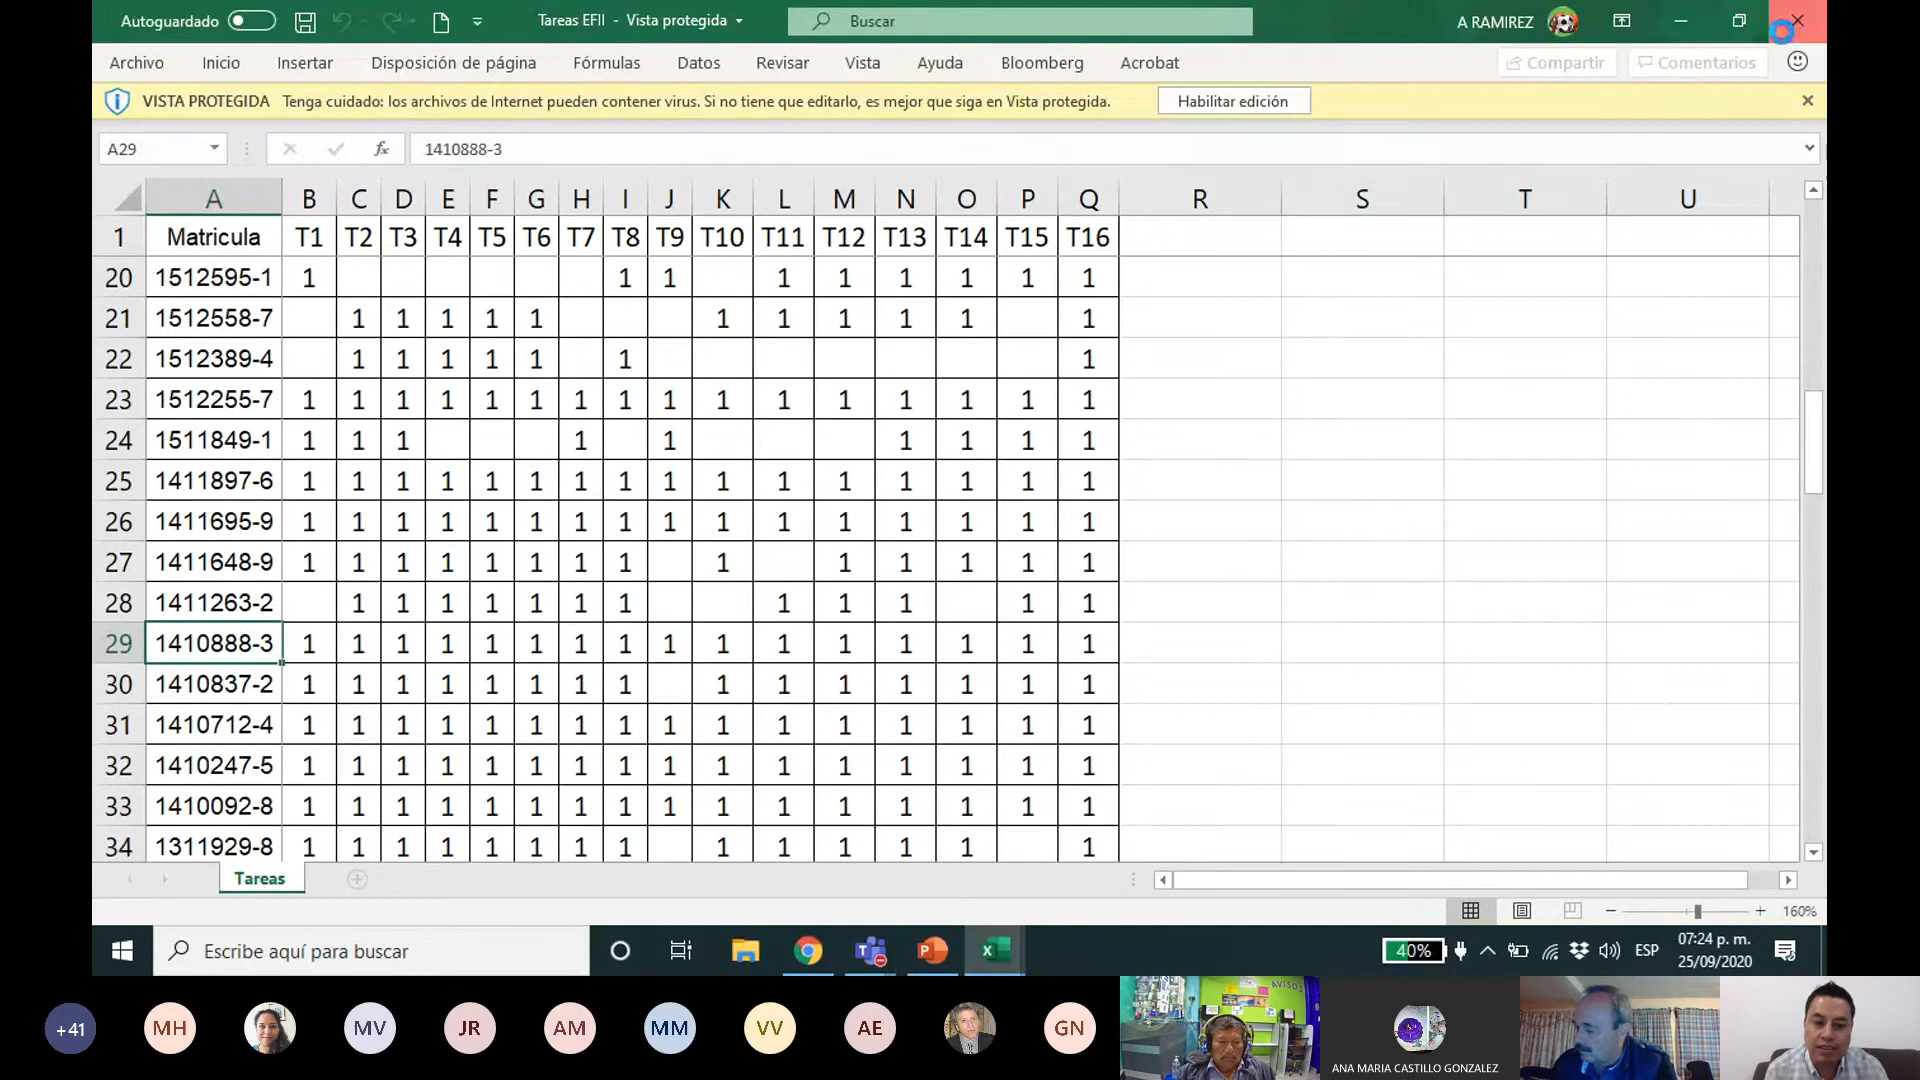 Autoguardado
Tareas EFII - Vista protegida
Buscar
A RAMIREZ
Archivo Inicio Insertar Disposición de página Fórmulas Datos Revisar Vista Ayuda Bloomberg Acrobat Compartir Comentarios
VISTA PROTEGIDA Tenga cuidado: los archivos de Internet pueden contener virus. Si no tiene que editarlo, es mejor que siga en Vista protegida. Habilitar edición
A29 fx 1410888-3
A B C D E F G H I J K L M N O P Q R S T U
1 Matricula T1 T2 T3 T4 T5 T6 T7 T8 T9 T10 T11 T12 T13 T14 T15 T16
20 1512595-1 1 1 1 1 1 1 1 1 1
21 1512558-7 1 1 1 1 1 1 1 1 1 1 1
22 1512389-4 1 1 1 1 1 1 1
23 1512255-7 1 1 1 1 1 1 1 1 1 1 1 1 1 1 1 1
24 1511849-1 1 1 1 1 1 1 1 1 1
25 1411897-6 1 1 1 1 1 1 1 1 1 1 1 1 1 1 1 1
26 1411695-9 1 1 1 1 1 1 1 1 1 1 1 1 1 1 1 1
27 1411648-9 1 1 1 1 1 1 1 1 1 1 1 1 1 1
28 1411263-2 1 1 1 1 1 1 1 1 1 1 1 1
29 1410888-3 1 1 1 1 1 1 1 1 1 1 1 1 1 1 1 1
30 1410837-2 1 1 1 1 1 1 1 1 1 1 1 1 1 1 1
31 1410712-4 1 1 1 1 1 1 1 1 1 1 1 1 1 1 1 1
32 1410247-5 1 1 1 1 1 1 1 1 1 1 1 1 1 1 1 1
33 1410092-8 1 1 1 1 1 1 1 1 1 1 1 1 1 1 1 1
34 1311929-8 1 1 1 1 1 1 1 1 1 1 1 1 1 1
Tareas
160%
Escribe aquí para buscar
40%
ESP
07:24 p. m.
25/09/2020
+41 MH MV JR AM MM VV AE GN
AVISOS
ANA MARIA CASTILLO GONZALEZ